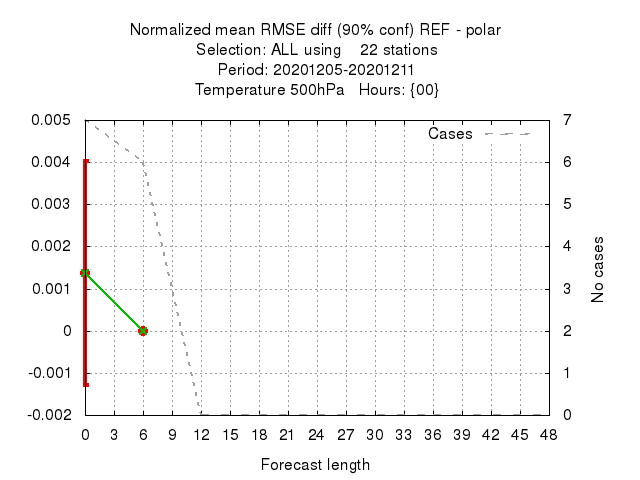 Normalized mean RMSE diff (90% conf) REF - polar
Selection: ALL using 22 stations
Period: 20201205-20201211
Temperature 500hPa Hours: {00}
Cases
0.005
0.004
0.003
0.002
0.001
0
-0.001
-0.002
7
6
5
4
3
2
1
0
No cases
0 3 6 9 12 15 18 21 24 27 30 33 36 39 42 45 48
Forecast length